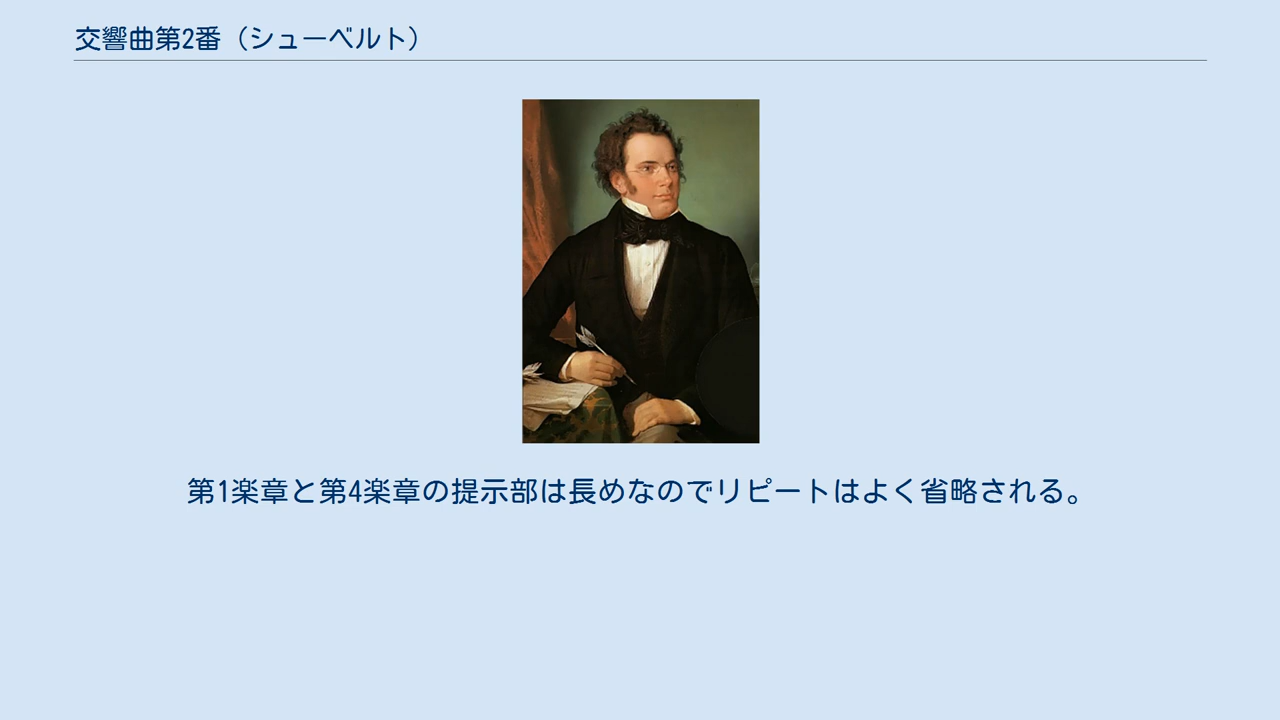 交響曲第2番（シューベルト）
第1楽章と第4楽章の提示部は長めなのでリピートはよく省略される。